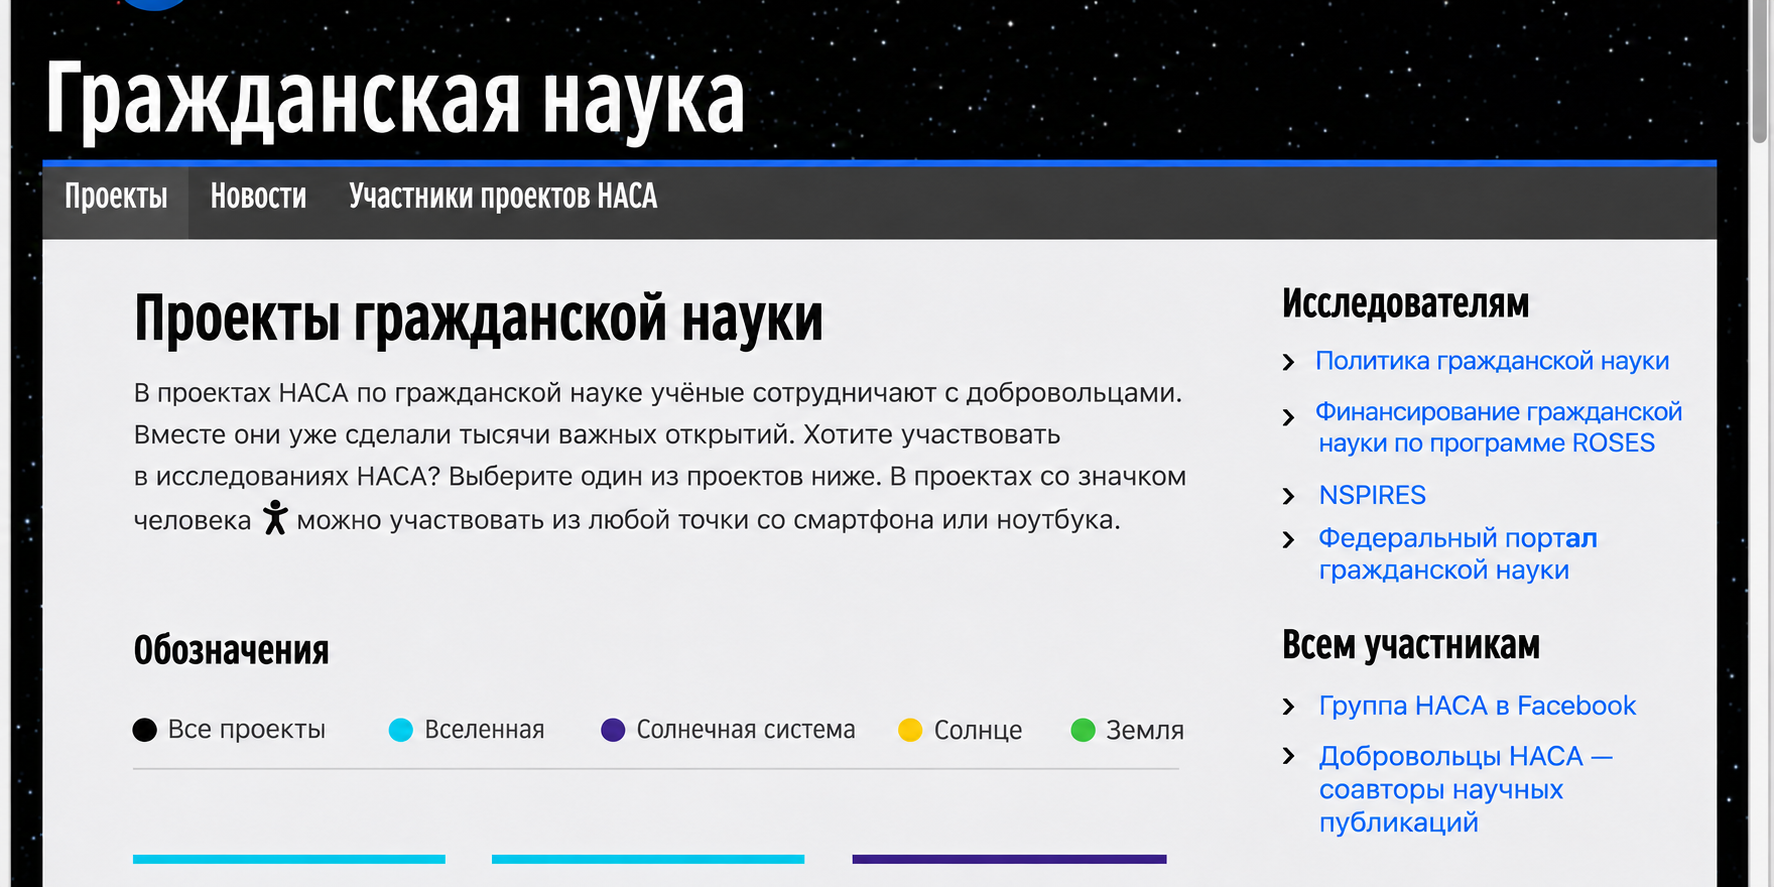 Гражданская наука
Проекты
Новости
Участники проектов НАСА
Проекты гражданской науки
В проектах НАСА по гражданской науке учёные сотрудничают с добровольцами.
Вместе они уже сделали тысячи важных открытий. Хотите участвовать
в исследованиях НАСА? Выберите один из проектов ниже. В проектах со значком
человека можно участвовать из любой точки со смартфона или ноутбука.
Обозначения
Все проекты
Вселенная
Солнечная система
Солнце
Земля
Исследователям
Политика гражданской науки
Финансирование гражданской
науки по программе ROSES
NSPIRES
Федеральный портал
гражданской науки
Всем участникам
Группа НАСА в Facebook
Добровольцы НАСА —
соавторы научных
публикаций